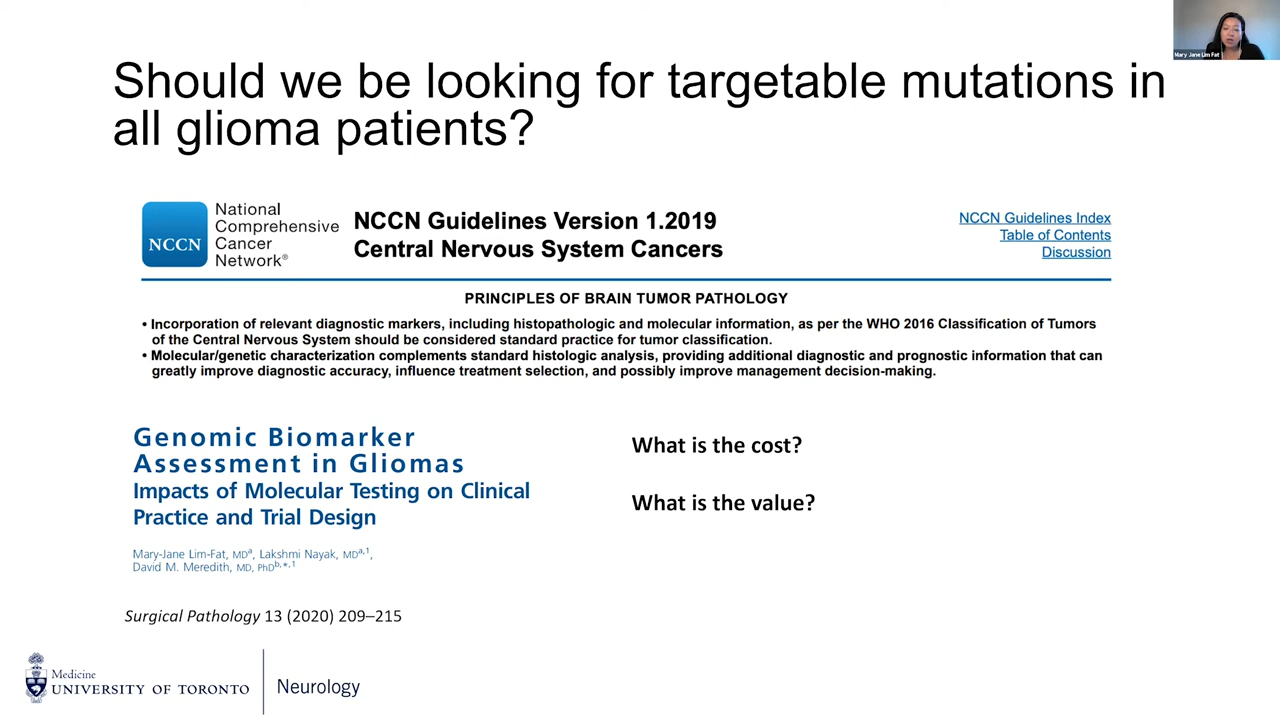 Mary Jane Lim Fat
Should we be looking for targetable mutations in
all glioma patients?
NCCN
National
Comprehensive
Cancer
Network®
NCCN Guidelines Version 1.2019
Central Nervous System Cancers
NCCN Guidelines Index
Table of Contents
Discussion
PRINCIPLES OF BRAIN TUMOR PATHOLOGY
• Incorporation of relevant diagnostic markers, including histopathologic and molecular information, as per the WHO 2016 Classification of Tumors
of the Central Nervous System should be considered standard practice for tumor classification.
• Molecular/genetic characterization complements standard histologic analysis, providing additional diagnostic and prognostic information that can
greatly improve diagnostic accuracy, influence treatment selection, and possibly improve management decision-making.
Genomic Biomarker
Assessment in Gliomas
Impacts of Molecular Testing on Clinical
Practice and Trial Design
Mary-Jane Lim-Fat, MDa, Lakshmi Nayak, MDa,1,
David M. Meredith, MD, PhDb,*,1
What is the cost?
What is the value?
Surgical Pathology 13 (2020) 209–215
Medicine
UNIVERSITY OF TORONTO
Neurology